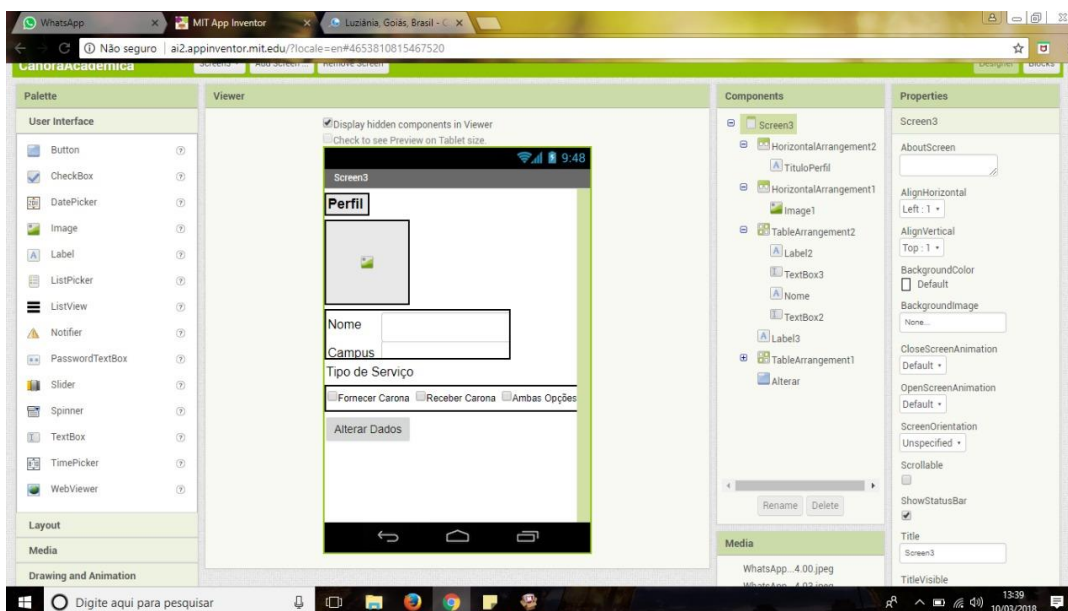 WhatsApp
MIT App Inventor
Luziânia, Goiás, Brasil - C
Não seguro | ai2.appinventor.mit.edu/?locale=en#4653810815467520
CaronaAcademica
Screen3
Add Screen ...
Remove Screen
Designer
Blocks
Palette
User Interface
Button
CheckBox
DatePicker
Image
Label
ListPicker
ListView
Notifier
PasswordTextBox
Slider
Spinner
TextBox
TimePicker
WebViewer
Layout
Media
Drawing and Animation
Viewer
Display hidden components in Viewer
Check to see Preview on Tablet size.
9:48
Screen3
Perfil
Nome
Campus
Tipo de Serviço
Fornecer Carona Receber Carona Ambas Opções
Alterar Dados
Components
Screen3
HorizontalArrangement2
TituloPerfil
HorizontalArrangement1
Image1
TableArrangement2
Label2
TextBox3
Nome
TextBox2
Label3
TableArrangement1
Alterar
Rename Delete
Media
WhatsApp...4.00 jpeg
Properties
Screen3
AboutScreen
AlignHorizontal
Left : 1
AlignVertical
Top : 1
BackgroundColor
Default
BackgroundImage
None...
CloseScreenAnimation
Default
OpenScreenAnimation
Default
ScreenOrientation
Unspecified
Scrollable
ShowStatusBar
Title
Screen3
TitleVisible
Digite aqui para pesquisar
13:39
10/03/2018